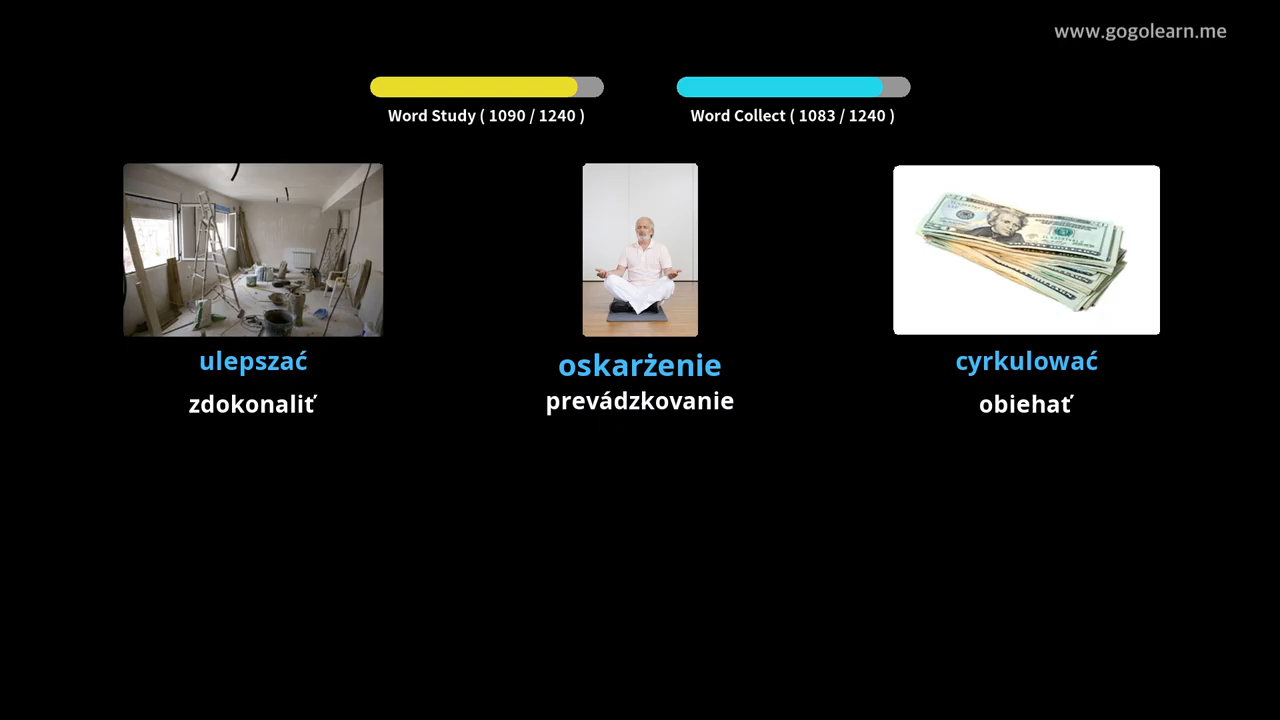 www.gogolearn.me
Word Study ( 1090 / 1240 )
Word Collect ( 1083 / 1240 )
ulepszać
zdokonaliť
oskarżenie
prevádzkovanie
cyrkulować
obiehať